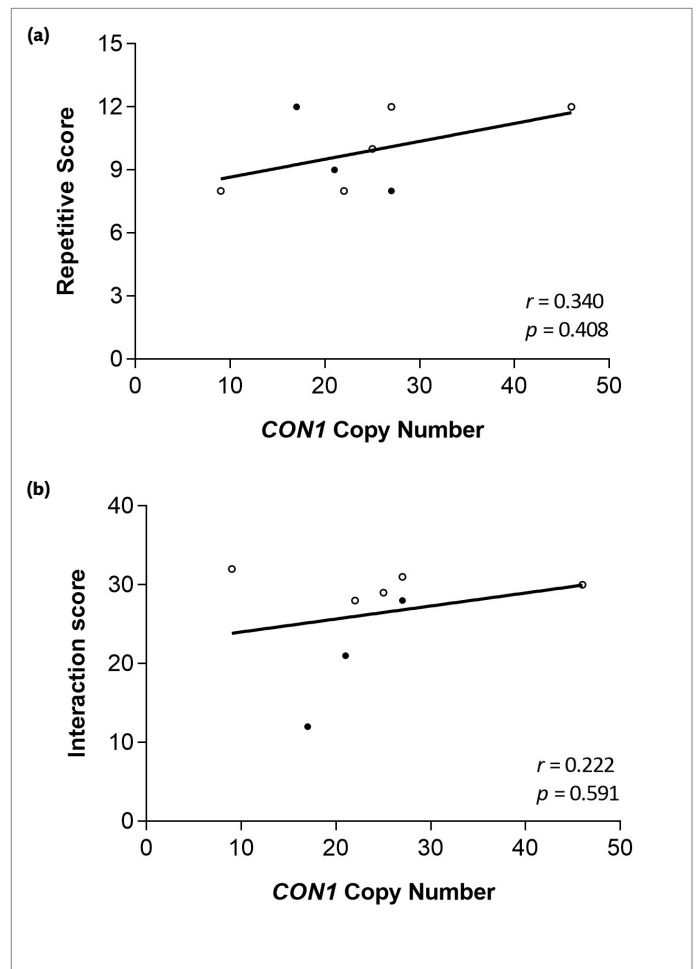 (a)
15
12
9
6
3
0
Repetitive Score
r = 0.340
p = 0.408
0 10 20 30 40 50
CON1 Copy Number
(b)
40
30
20
10
0
Interaction score
r = 0.222
p = 0.591
0 10 20 30 40 50
CON1 Copy Number